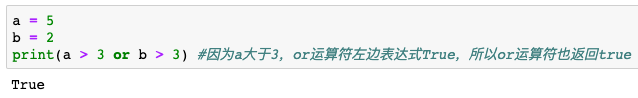 a = 5
b = 2
print(a > 3 or b > 3) #因为a大于3，or运算符左边表达式True，所以or运算符也返回true
True